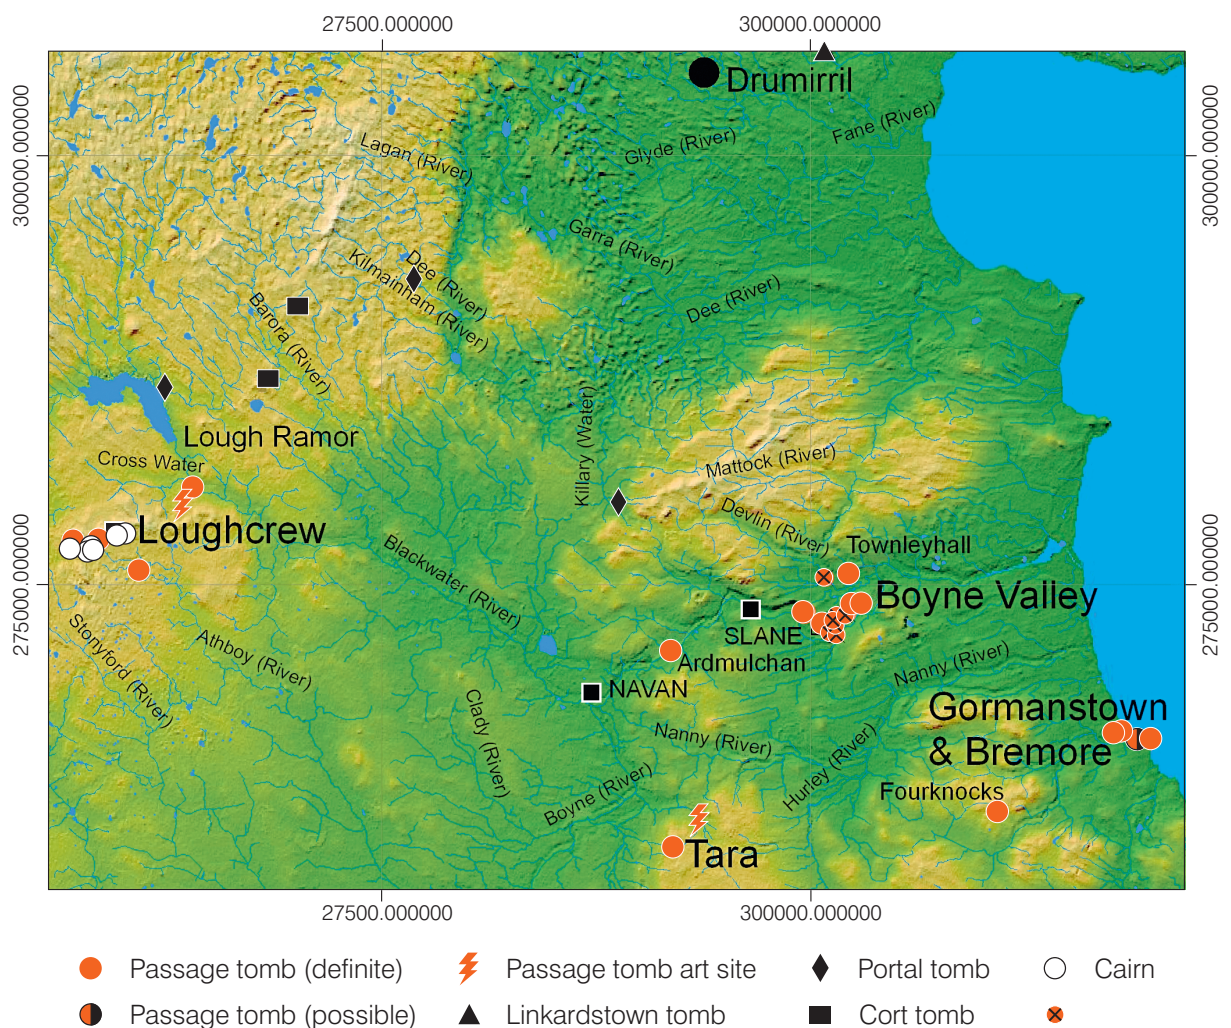 27500.000000
300000.000000
300000.000000
300000.000000
Drumirril
Fane (River)
Glyde (River)
Lagan (River)
Garra (River)
Dee (River)
Kilmainham (River)
Dee (River)
Barora (River)
Killary (Water)
Lough Ramor
Cross Water
Mattock (River)
Devlin (River)
Loughcrew
Townleyhall
Blackwater (River)
275000.000000
275000.000000
Boyne Valley
SLANE
Ardmulchan
Stonyford (River)
Athboy (River)
Nanny (River)
NAVAN
Clady (River)
Gormanstown
& Bremore
Nanny (River)
Hurley (River)
Boyne (River)
Fourknocks
Tara
27500.000000
300000.000000
Passage tomb (definite)
Passage tomb art site
Portal tomb
Cairn
Passage tomb (possible)
Linkardstown tomb
Cort tomb